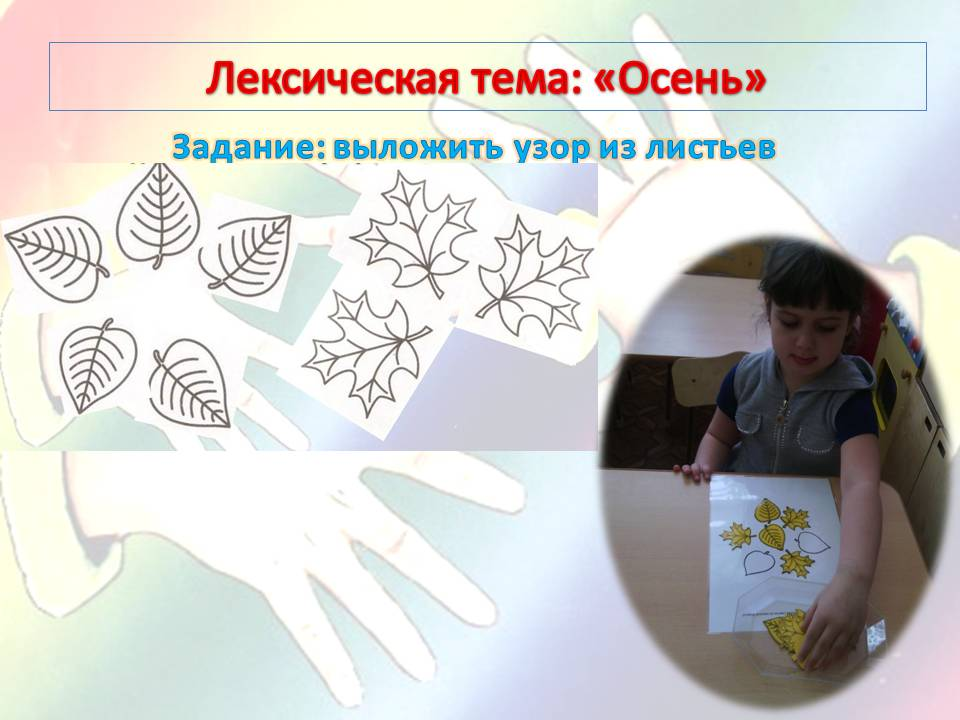 Лексическая тема: «Осень»
Задание: выложить узор из листьев